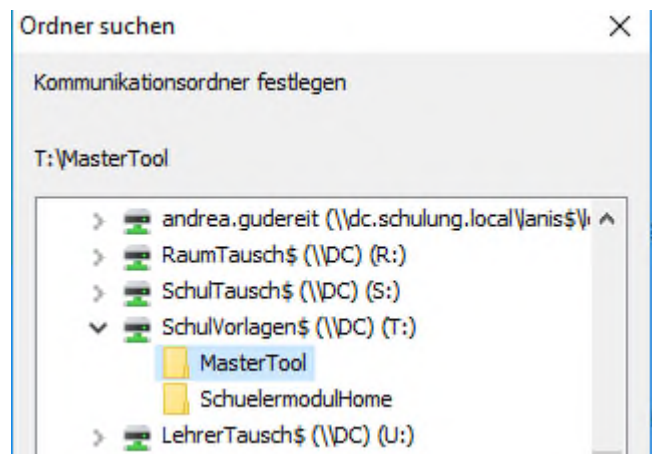 Ordner suchen
Kommunikationsordner festlegen
T:\MasterTool
andrea.gudereit (\\dc.schulung.local\lanis$\
RaumTausch$ (\\DC) (R:)
SchulTausch$ (\\DC) (S:)
SchulVorlagen$ (\\DC) (T:)
MasterTool
SchuelermodulHome
LehrerTausch$ (\\DC) (U:)